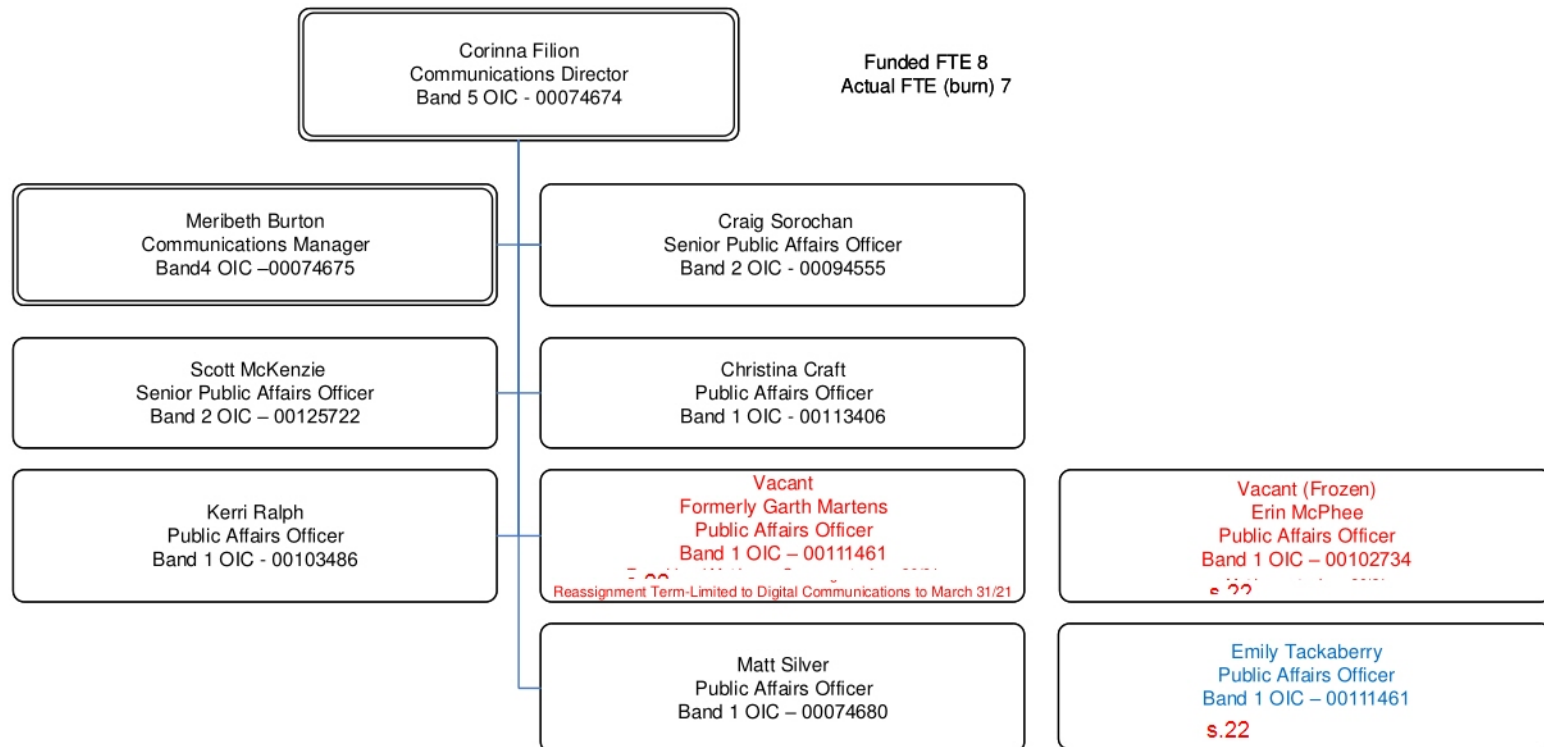 Corinna Filion
Communications Director
Band 5 OIC - 00074674
Funded FTE 8
Actual FTE (burn) 7
Meribeth Burton
Communications Manager
Band4 OIC –00074675
Craig Sorochan
Senior Public Affairs Officer
Band 2 OIC - 00094555
Scott McKenzie
Senior Public Affairs Officer
Band 2 OIC – 00125722
Christina Craft
Public Affairs Officer
Band 1 OIC - 00113406
Kerri Ralph
Public Affairs Officer
Band 1 OIC - 00103486
Vacant
Formerly Garth Martens
Public Affairs Officer
Band 1 OIC – 00111461
Reassignment Term-Limited to Digital Communications to March 31/21
Vacant (Frozen)
Erin McPhee
Public Affairs Officer
Band 1 OIC – 00102734
s.22
Matt Silver
Public Affairs Officer
Band 1 OIC – 00074680
Emily Tackaberry
Public Affairs Officer
Band 1 OIC – 00111461
s.22